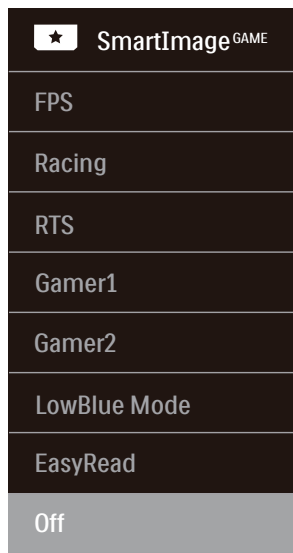 SmartImage GAME
FPS
Racing
RTS
Gamer1
Gamer2
LowBlue Mode
EasyRead
Off